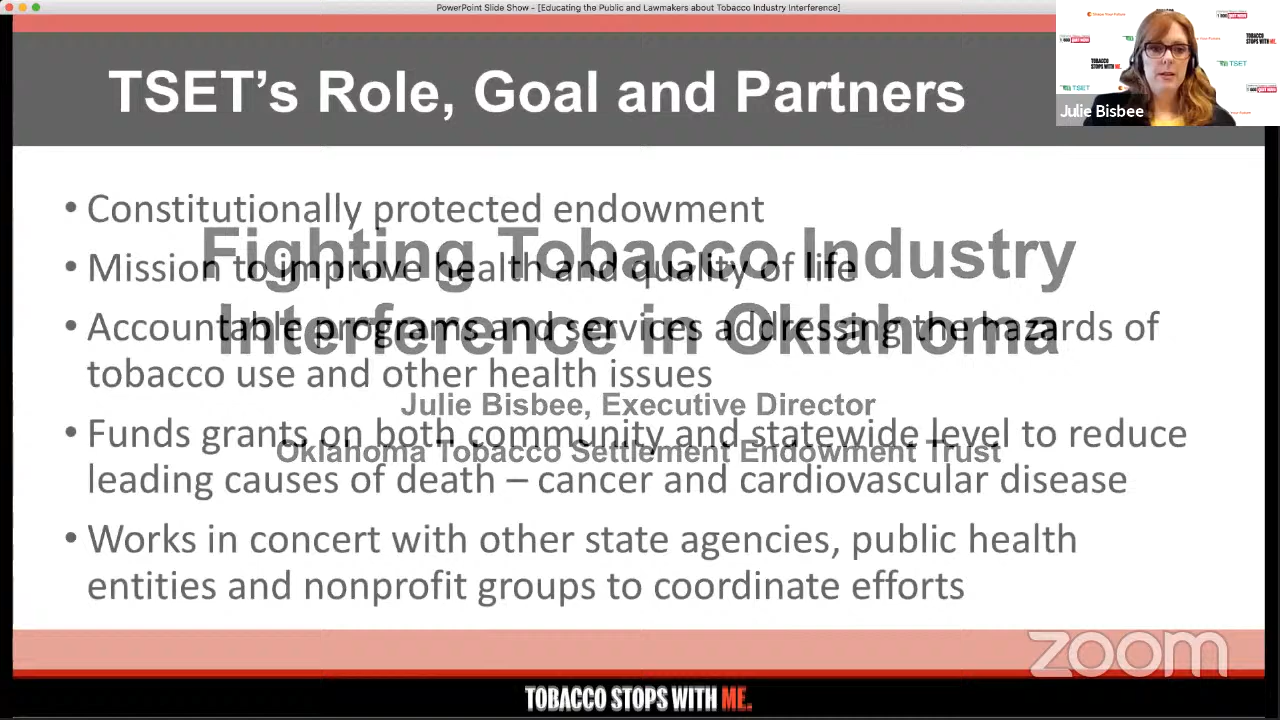 PowerPoint Slide Show - [Educating the Public and Lawmakers about Tobacco Industry Interference]
TSET's Role, Goal and Partners
Julie Bisbee
TOBACCO
STOPS WITH ME.
TSET
• Constitutionally protected endowment
• Mission to improve health and quality of life
• Accountable programs and services addressing the hazards of
tobacco use and other health issues
• Funds grants on both community and statewide level to reduce
leading causes of death – cancer and cardiovascular disease
• Works in concert with other state agencies, public health
entities and nonprofit groups to coordinate efforts
Fighting Tobacco Industry
Interference in Oklahoma
Julie Bisbee, Executive Director
Oklahoma Tobacco Settlement Endowment Trust
zoom
TOBACCO STOPS WITH ME.